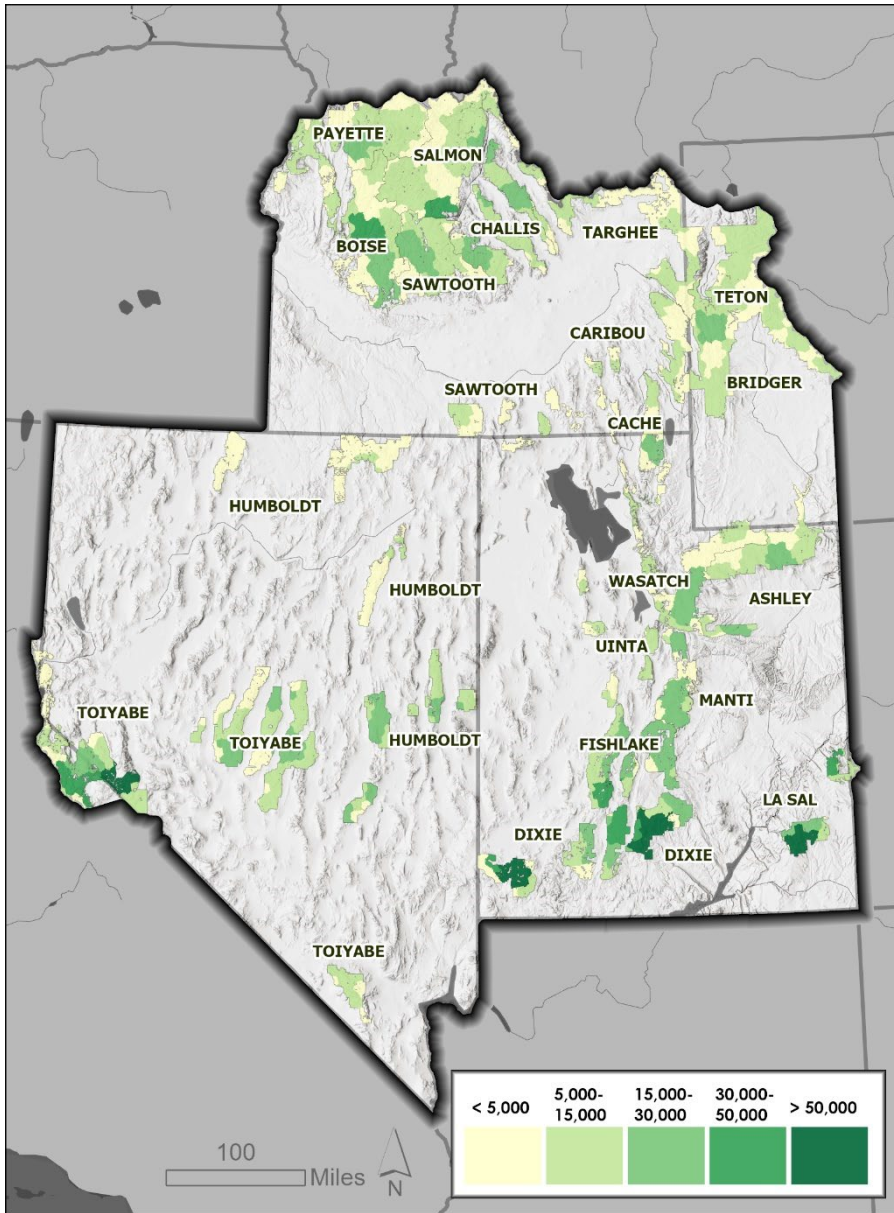 PAYETTE
SALMON
CHALLIS
TARGHEE
BOISE
SAWTOOTH
TETON
CARIBOU
BRIDGER
SAWTOOTH
CACHE
HUMBOLDT
WASATCH
HUMBOLDT
ASHLEY
UINTA
MANTI
TOIYABE
TOIYABE
HUMBOLDT
FISHLAKE
LA SAL
DIXIE
DIXIE
TOIYABE
< 5,000
5,000-
15,000
15,000-
30,000
30,000-
50,000
> 50,000
100
Miles
N